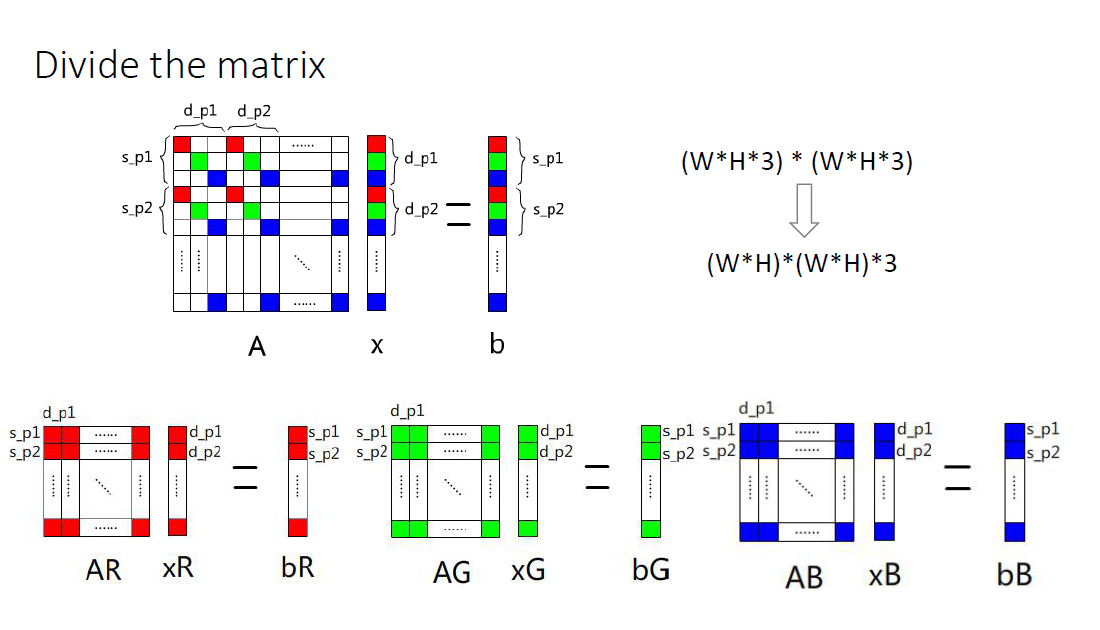 Divide the matrix
d_p1 d_p2
......
s_p1
d_p1
s_p1
s_p2
d_p2
s_p2
=
......
A x b
(W*H*3) * (W*H*3)
(W*H)*(W*H)*3
d_p1
s_p1 ...... d_p1 s_p1
s_p2 ...... d_p2 s_p2
=
......
AR xR bR
d_p1
s_p1 ...... d_p1 s_p1
s_p2 ...... d_p2 s_p2
=
......
AG xG bG
d_p1
s_p1 ...... d_p1 s_p1
s_p2 ...... d_p2 s_p2
=
......
AB xB bB